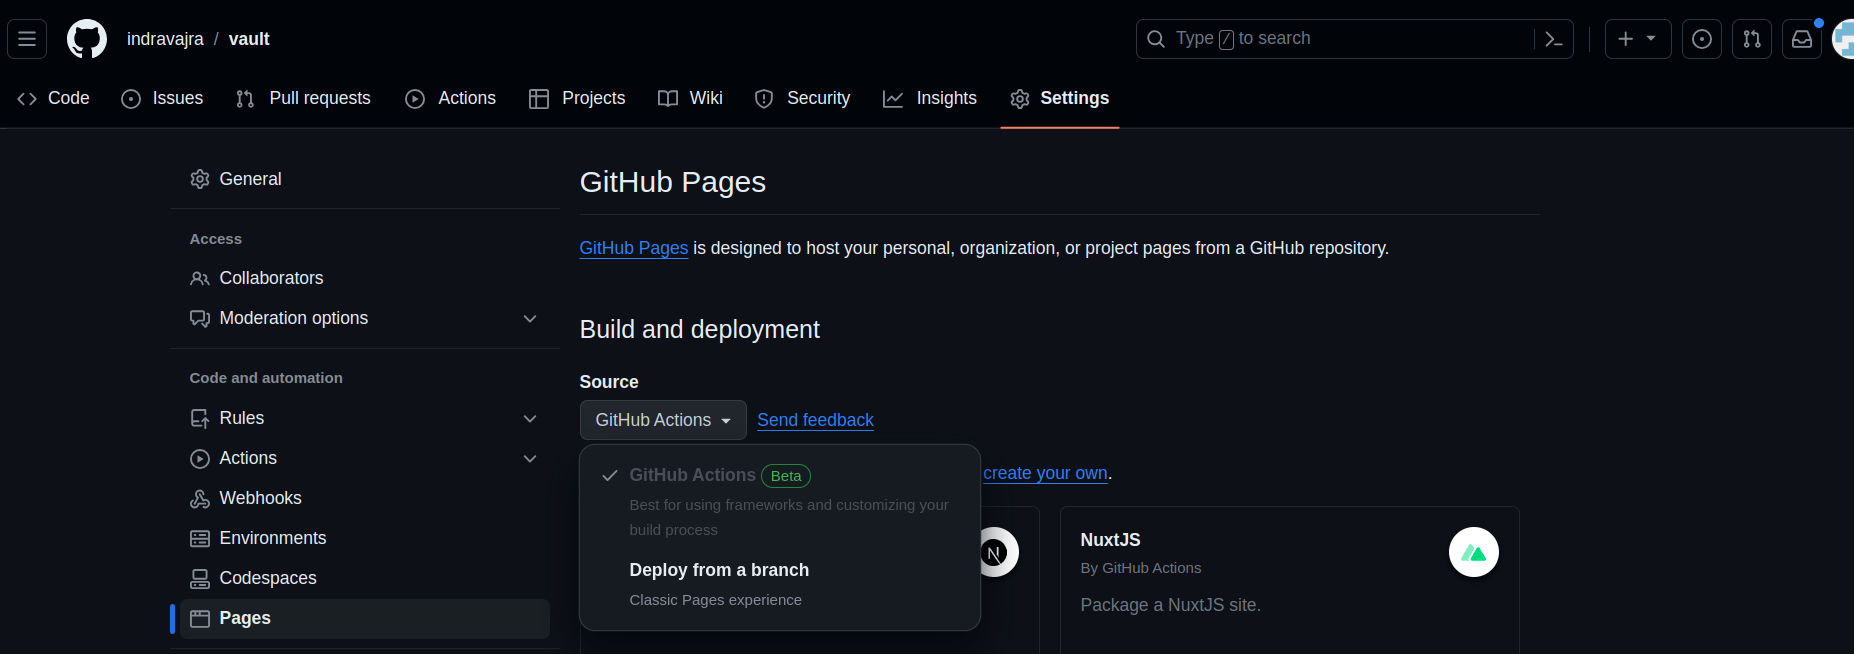 indravajra / vault
Type / to search
Code Issues Pull requests Actions Projects Wiki Security Insights Settings
General
Access
Collaborators
Moderation options
Code and automation
Rules
Actions
Webhooks
Environments
Codespaces
Pages
GitHub Pages
GitHub Pages is designed to host your personal, organization, or project pages from a GitHub repository.
Build and deployment
Source
GitHub Actions Send feedback
GitHub Actions Beta
Best for using frameworks and customizing your
build process
Deploy from a branch
Classic Pages experience
create your own.
N
NuxtJS
By GitHub Actions
Package a NuxtJS site.